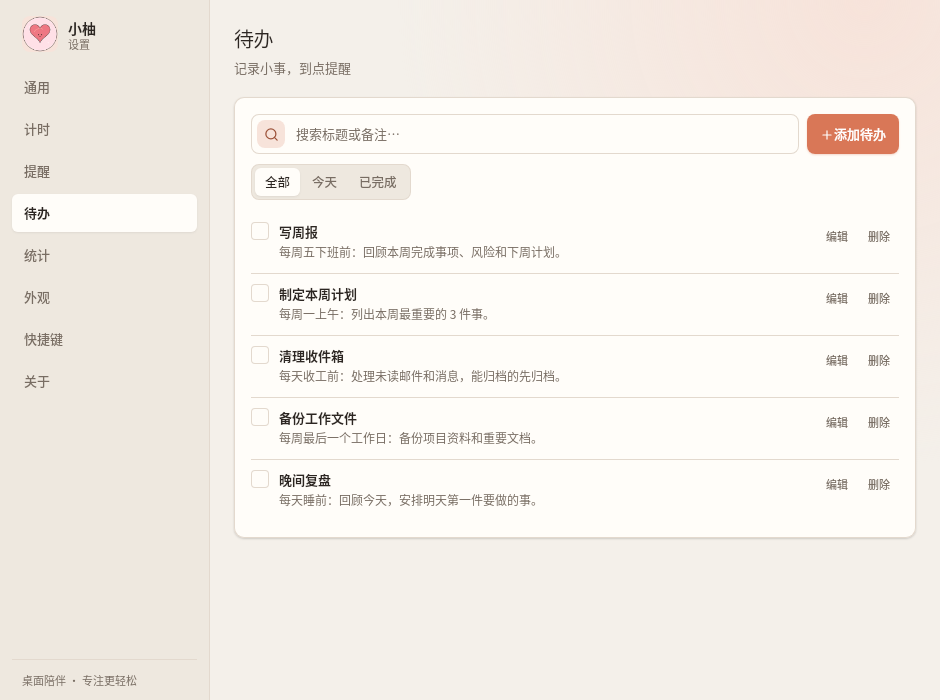 小柚
设置
通用
计时
提醒
待办
统计
外观
快捷键
关于
桌面陪伴 · 专注更轻松
待办
记录小事，到点提醒
搜索标题或备注…
＋添加待办
全部 今天 已完成
写周报
每周五下班前：回顾本周完成事项、风险和下周计划。
编辑 删除
制定本周计划
每周一上午：列出本周最重要的 3 件事。
编辑 删除
清理收件箱
每天收工前：处理未读邮件和消息，能归档的先归档。
编辑 删除
备份工作文件
每周最后一个工作日：备份项目资料和重要文档。
编辑 删除
晚间复盘
每天睡前：回顾今天，安排明天第一件要做的事。
编辑 删除